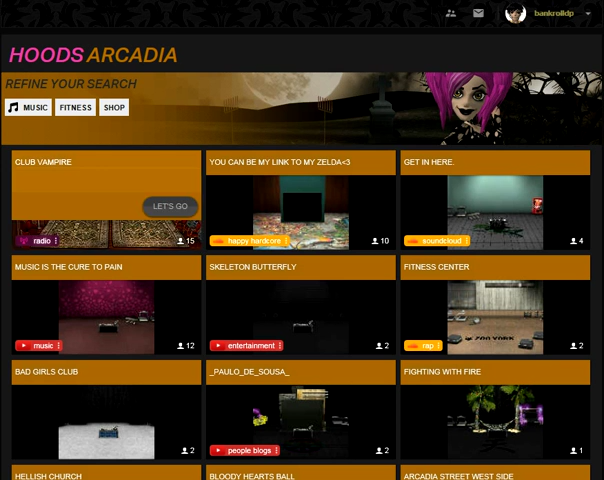 bankrolldp
HOODS ARCADIA
REFINE YOUR SEARCH
MUSIC
FITNESS
SHOP
CLUB VAMPIRE
LET'S GO
radio
15
YOU CAN BE MY LINK TO MY ZELDA<3
happy hardcore
10
GET IN HERE.
soundcloud
4
MUSIC IS THE CURE TO PAIN
music
12
SKELETON BUTTERFLY
entertainment
2
FITNESS CENTER
ZOO YORK
rap
2
BAD GIRLS CLUB
2
_PAULO_DE_SOUSA_
people blogs
2
FIGHTING WITH FIRE
1
HELLISH CHURCH
BLOODY HEARTS BALL
ARCADIA STREET WEST SIDE